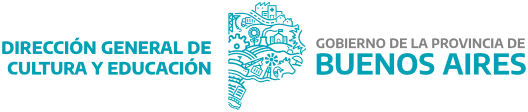 DIRECCIÓN GENERAL DE
CULTURA Y EDUCACIÓN
GOBIERNO DE LA PROVINCIA DE
BUENOS AIRES